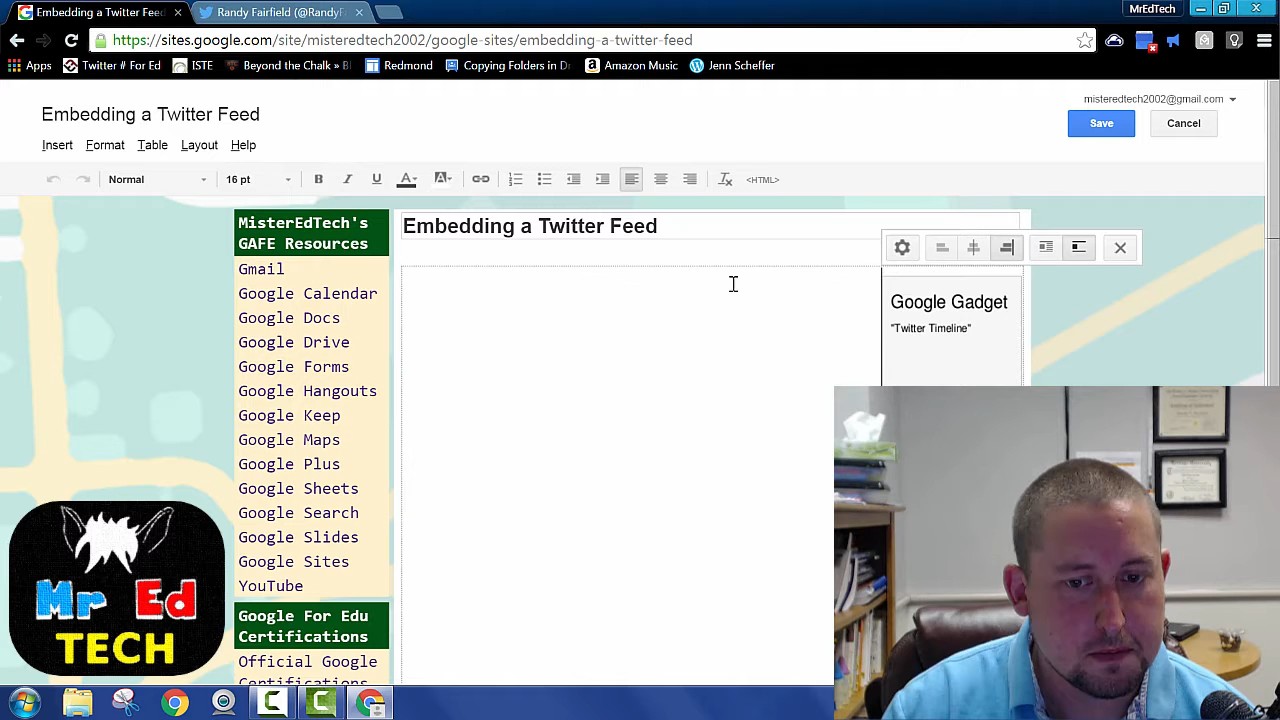 Embedding a Twitter Feed
Randy Fairfield (@RandyF
MrEdTech
https://sites.google.com/site/misteredtech2002/google-sites/embedding-a-twitter-feed
Apps
Twitter # For Ed
ISTE
Beyond the Chalk » Bl
Redmond
Copying Folders in Dr
Amazon Music
Jenn Scheffer
misteredtech2002@gmail.com
Embedding a Twitter Feed
Save
Cancel
Insert
Format
Table
Layout
Help
Normal
16 pt
B
I
U
A
A
<HTML>
MisterEdTech's
GAFE Resources
Gmail
Google Calendar
Google Docs
Google Drive
Google Forms
Google Hangouts
Google Keep
Google Maps
Google Plus
Google Sheets
Google Search
Google Slides
Google Sites
YouTube
Google For Edu
Certifications
Official Google
Certifications
Embedding a Twitter Feed
Google Gadget
"Twitter Timeline"
Mr Ed
TECH